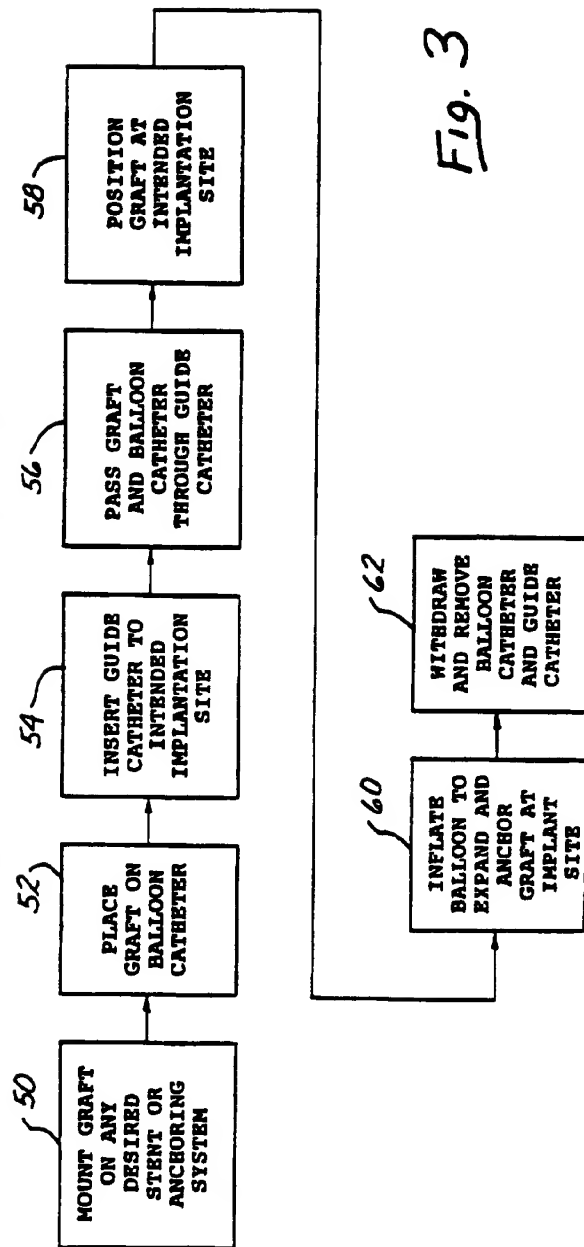 50
MOUNT GRAFT
ON ANY
DESIRED
STENT OR
ANCHORING
SYSTEM
52
PLACE
GRAFT ON
BALLOON
CATHETER
54
INSERT GUIDE
CATHETER TO
INTENDED
IMPLANTATION
SITE
56
PASS GRAFT
AND BALLOON
CATHETER
THROUGH GUIDE
CATHETER
58
POSITION
GRAFT AT
INTENDED
IMPLANTATION
SITE
60
INFLATE
BALLOON TO
EXPAND AND
ANCHOR
GRAFT AT
IMPLANT
SITE
62
WITHDRAW
AND REMOVE
BALLOON
CATHETER
AND GUIDE
CATHETER
Fig. 3